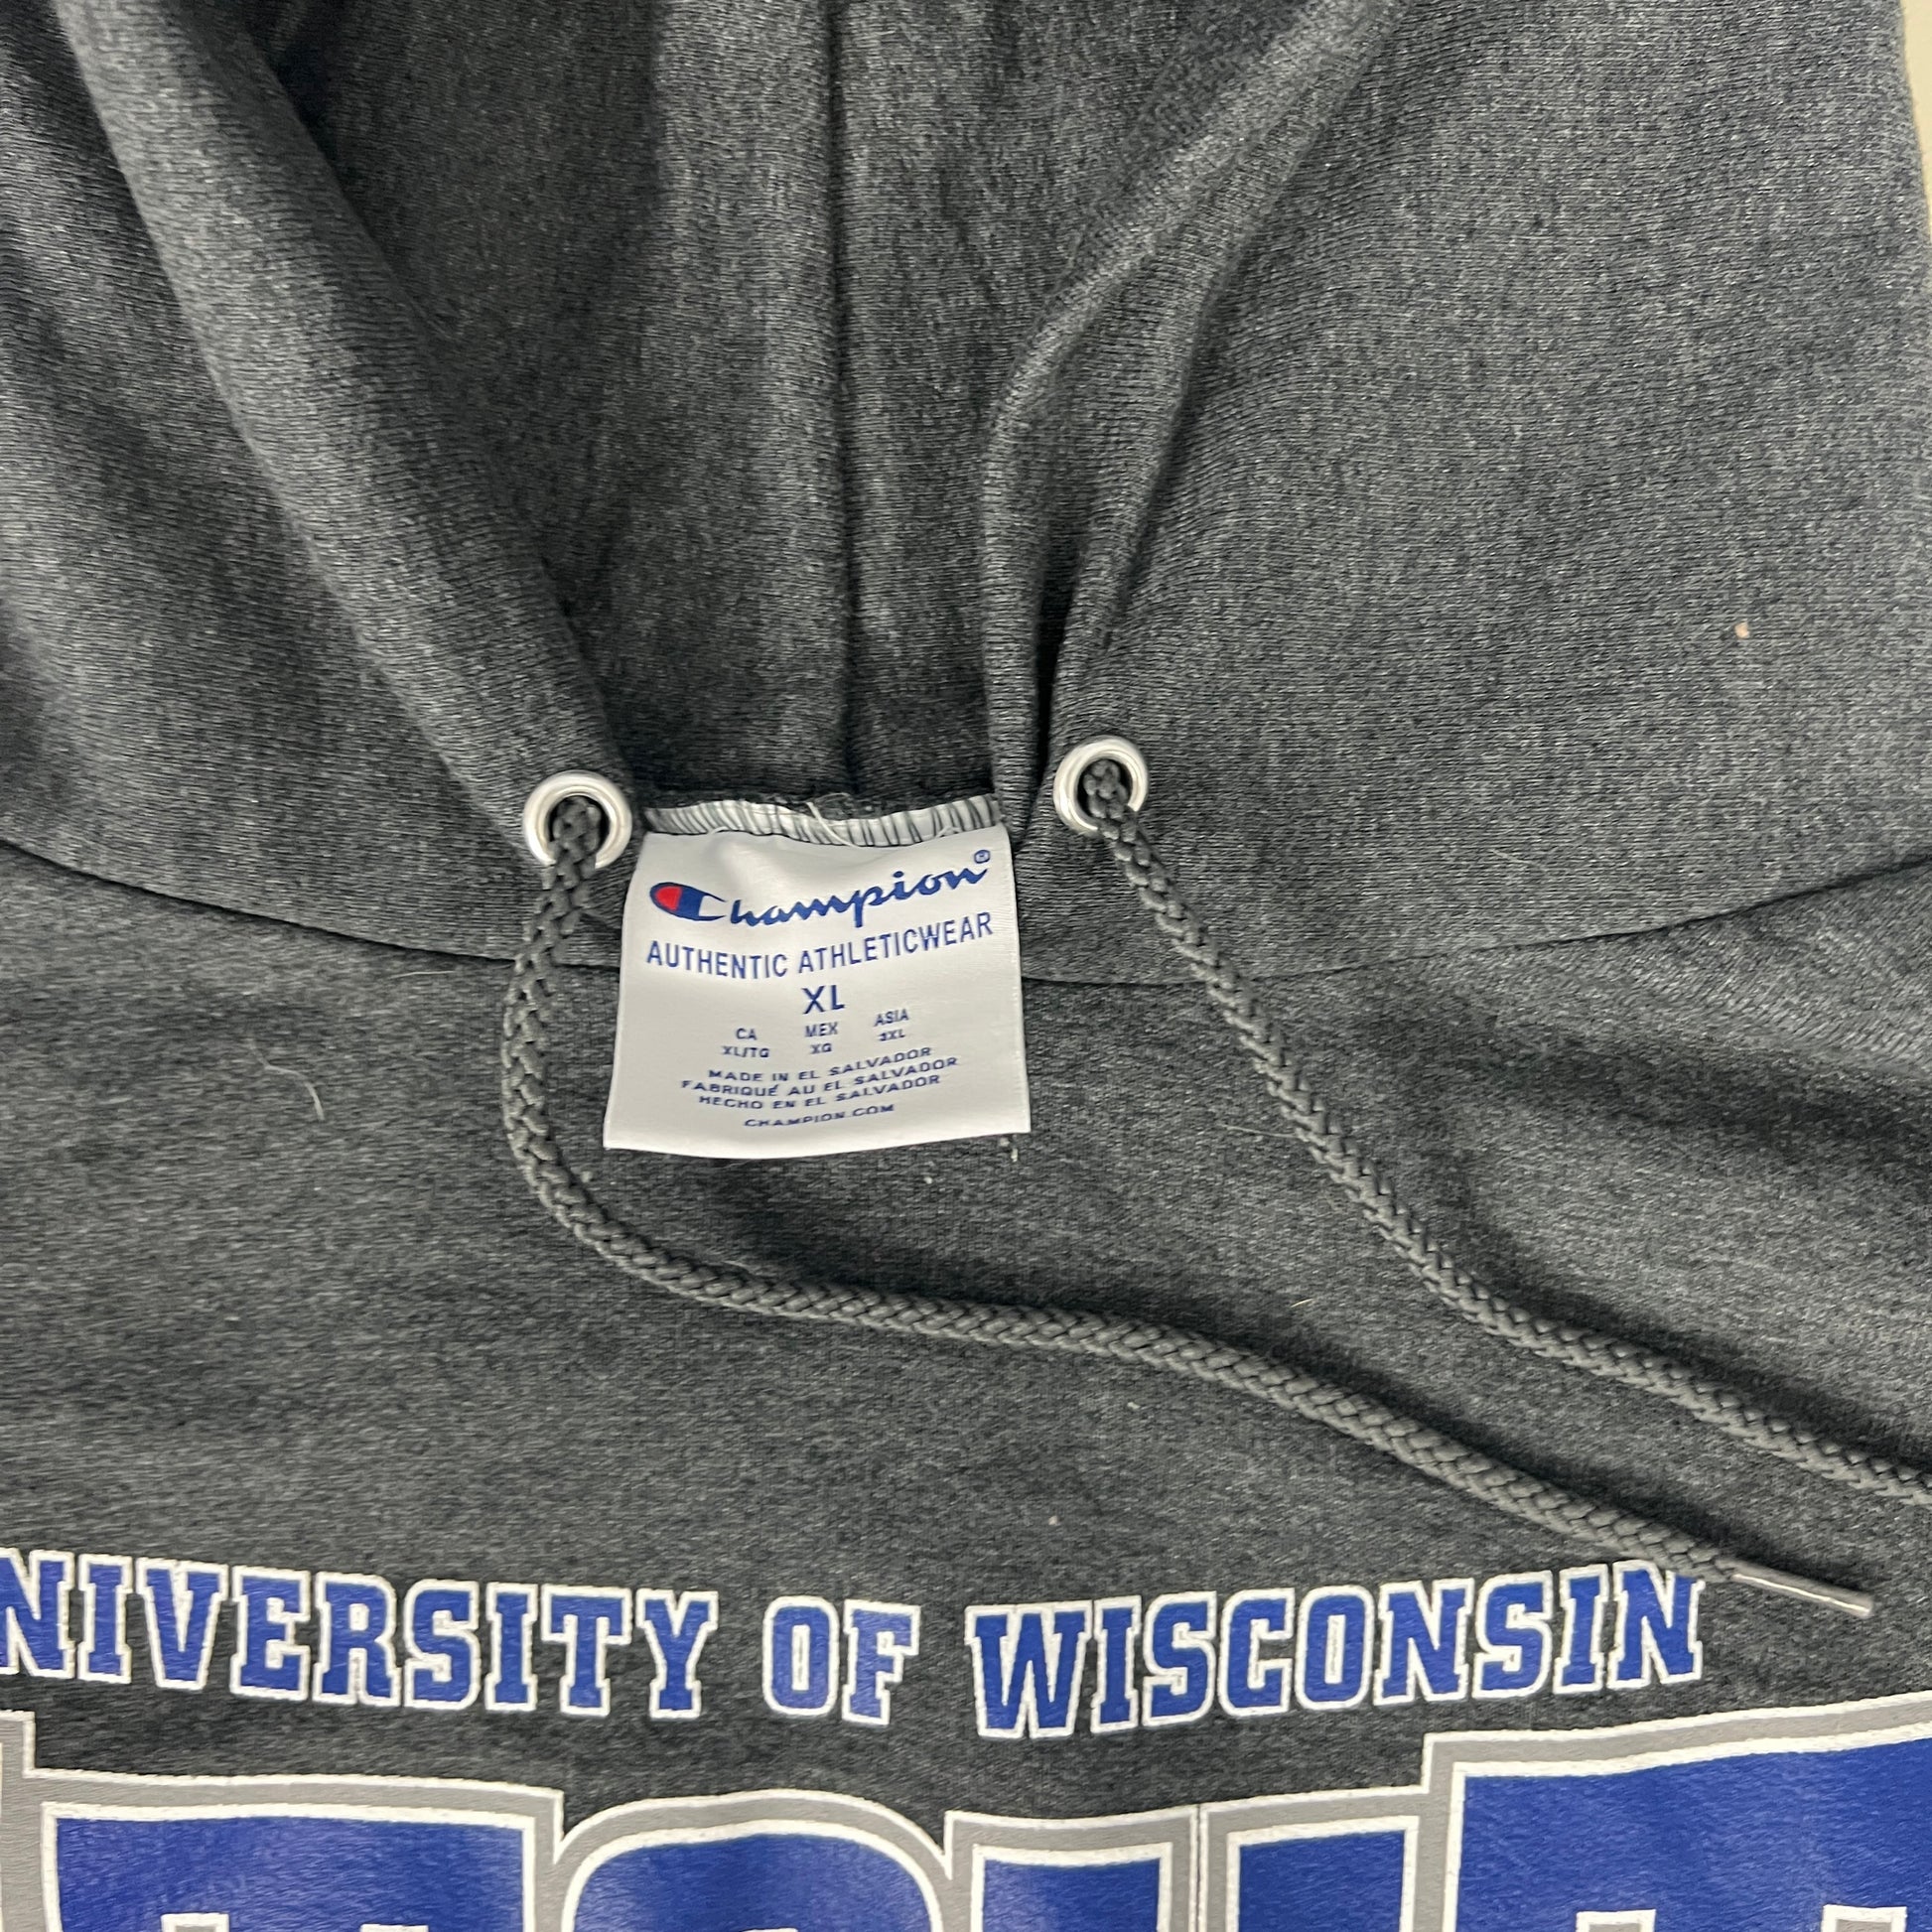 Champion®
AUTHENTIC ATHLETICWEAR
XL
CA MEX ASIA
XL/TG XG 3XL
MADE IN EL SALVADOR
FABRIQUÉ AU EL SALVADOR
HECHO EN EL SALVADOR
CHAMPION.COM
NIVERSITY OF WISCONSIN